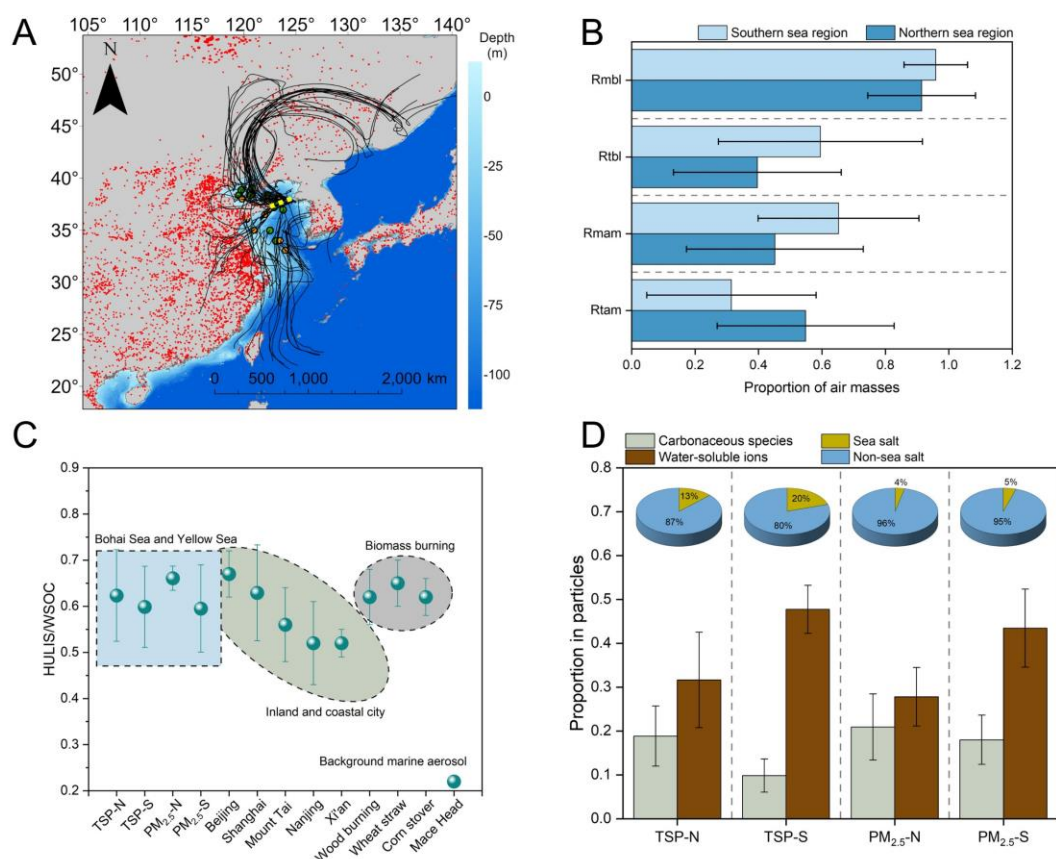 A
105° 110° 115° 120° 125° 130° 135° 140°
N
50°
45°
40°
35°
30°
25°
20°
0 500 1,000 2,000 km
Depth
(m)
0
-25
-50
-75
-100
B
Southern sea region Northern sea region
Rmbl
Rtbl
Rmam
Rtam
0.0 0.2 0.4 0.6 0.8 1.0 1.2
Proportion of air masses
C
HULIS/WSOC
0.9
0.8
0.7
0.6
0.5
0.4
0.3
0.2
Bohai Sea and Yellow Sea
Biomass burning
Inland and coastal city
Background marine aerosol
TSP-N
TSP-S
PM2.5-N
PM2.5-S
Beijing
Shanghai
Mount Tai
Nanjing
Xi'an
Wood burning
Wheat straw
Corn stover
Mace Head
D
Carbonaceous species Sea salt
Water-soluble ions Non-sea salt
Proportion in particles
0.8
0.7
0.6
0.5
0.4
0.3
0.2
0.1
0.0
13%
87%
20%
80%
4%
96%
5%
95%
TSP-N TSP-S PM2.5-N PM2.5-S